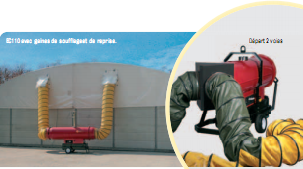 EC110 avec gaines de soufflage et de reprise.
Départ 2 voies